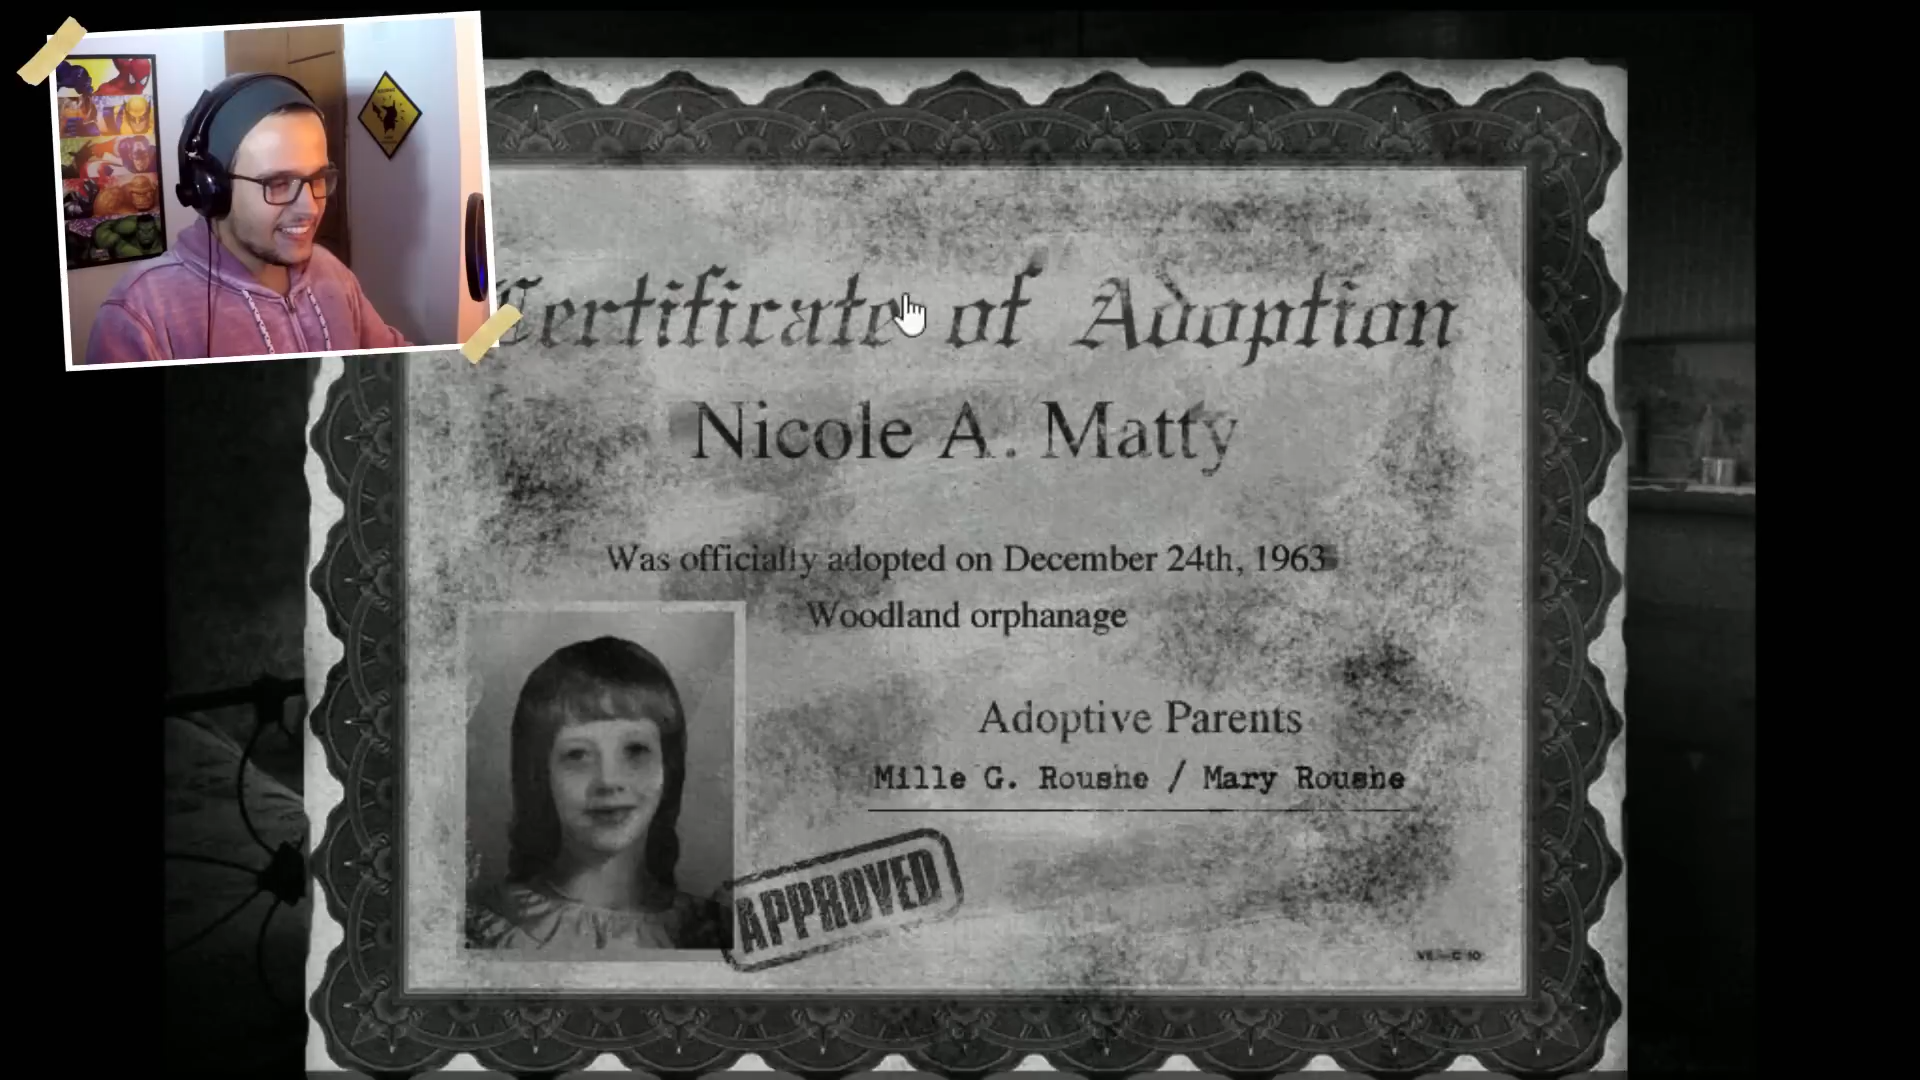 Certificate of Adoption
Nicole A. Matty
Was officially adopted on December 24th, 1963
Woodland orphanage
Adoptive Parents
Mille G. Roushe / Mary Roushe
APPROVED